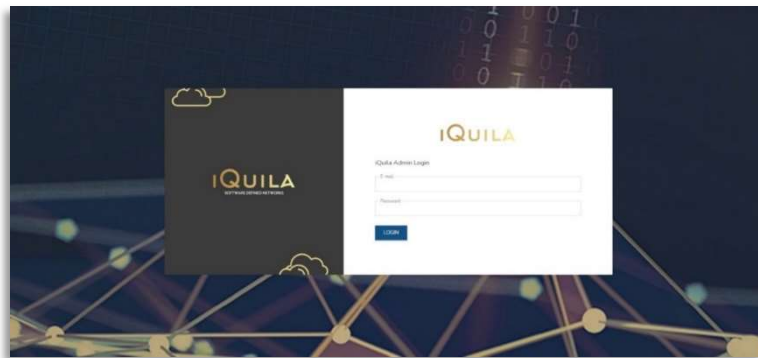 IQUILA
SOFTWARE DEFINED NETWORKS
IQUILA
iQuila Admin Login
E-mail
Password
LOGIN